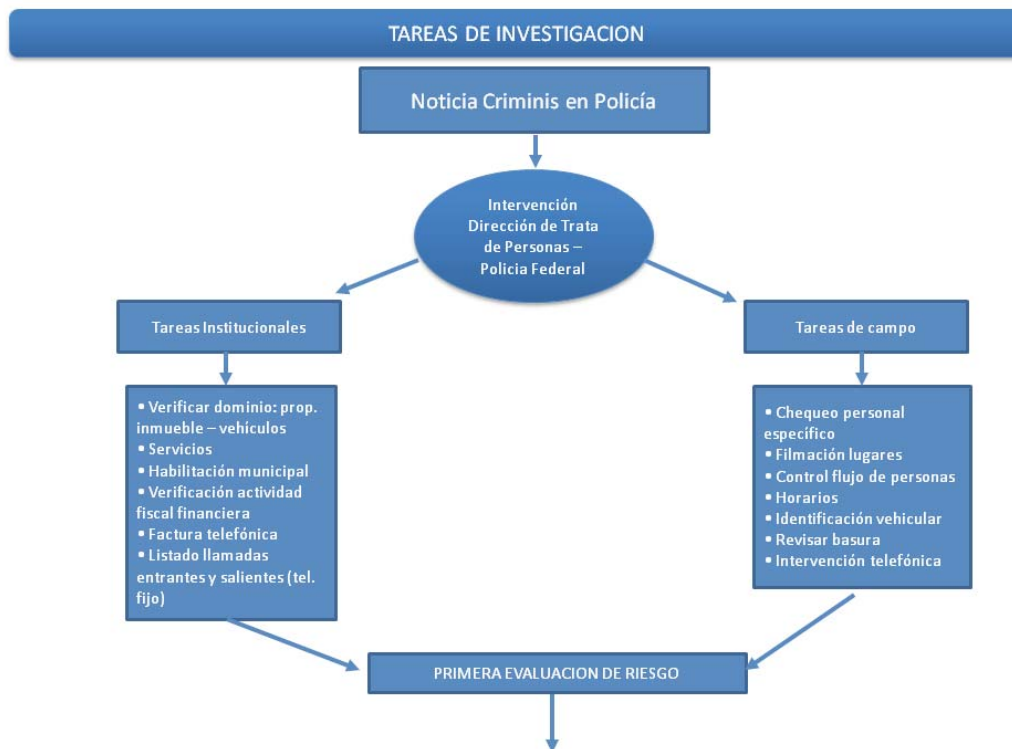 TAREAS DE INVESTIGACION
Noticia Criminis en Policía
Intervención
Dirección de Trata
de Personas –
Policia Federal
Tareas Institucionales
Tareas de campo
▪ Verificar dominio: prop.
inmueble – vehículos
▪ Servicios
▪ Habilitación municipal
▪ Verificación actividad
fiscal financiera
▪ Factura telefónica
▪ Listado llamadas
entrantes y salientes (tel.
fijo)
▪ Chequeo personal
específico
▪ Filmación lugares
▪ Control flujo de personas
▪ Horarios
▪ Identificación vehicular
▪ Revisar basura
▪ Intervención telefónica
PRIMERA EVALUACION DE RIESGO